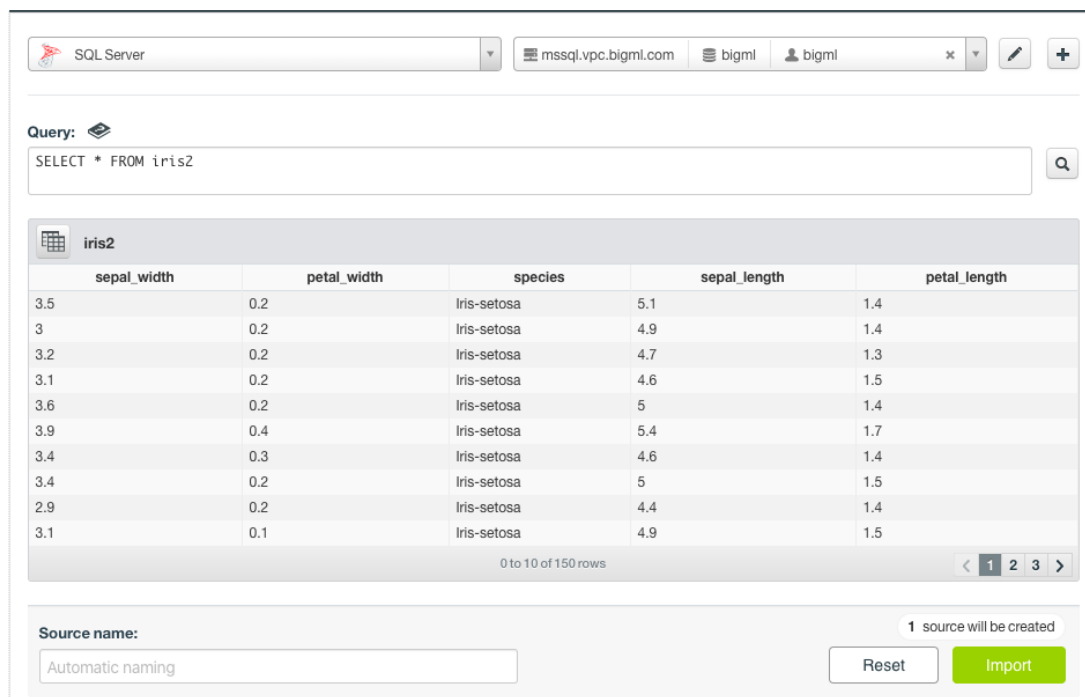 SQL Server mssql.vpc.bigml.com bigml bigml
Query:
SELECT * FROM iris2
iris2
sepal_width petal_width species sepal_length petal_length
3.5 0.2 Iris-setosa 5.1 1.4
3 0.2 Iris-setosa 4.9 1.4
3.2 0.2 Iris-setosa 4.7 1.3
3.1 0.2 Iris-setosa 4.6 1.5
3.6 0.2 Iris-setosa 5 1.4
3.9 0.4 Iris-setosa 5.4 1.7
3.4 0.3 Iris-setosa 4.6 1.4
3.4 0.2 Iris-setosa 5 1.5
2.9 0.2 Iris-setosa 4.4 1.4
3.1 0.1 Iris-setosa 4.9 1.5
0 to 10 of 150 rows < 1 2 3 >
1 source will be created
Source name:
Automatic naming Reset Import